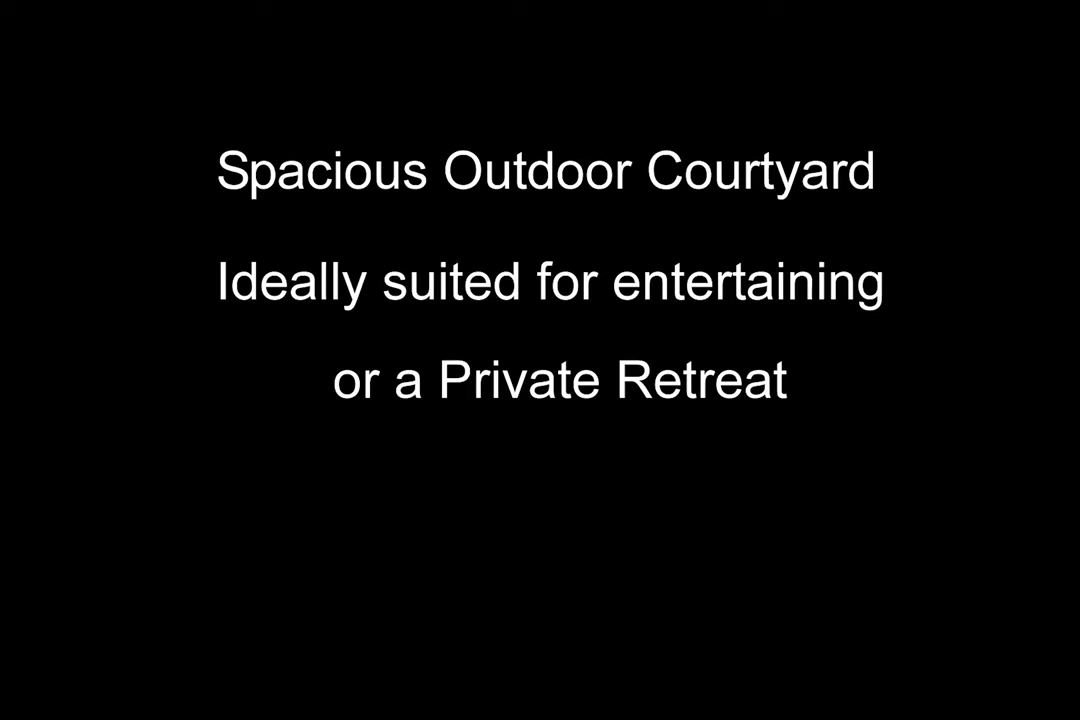 Spacious Outdoor Courtyard
Ideally suited for entertaining
or a Private Retreat